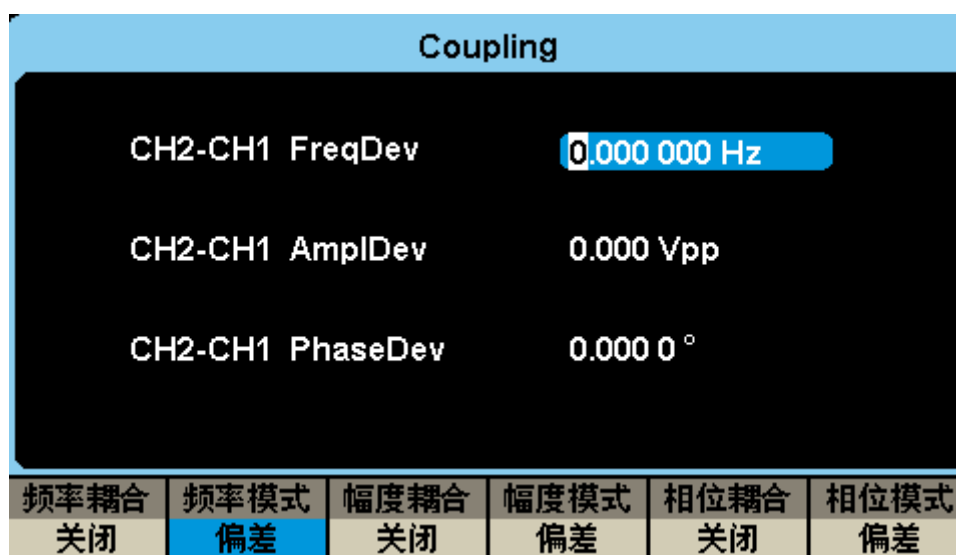 Coupling
CH2-CH1 FreqDev 0.000 000 Hz
CH2-CH1 AmplDev 0.000 Vpp
CH2-CH1 PhaseDev 0.000 0 °
频率耦合 频率模式 幅度耦合 幅度模式 相位耦合 相位模式
关闭 偏差 关闭 偏差 关闭 偏差